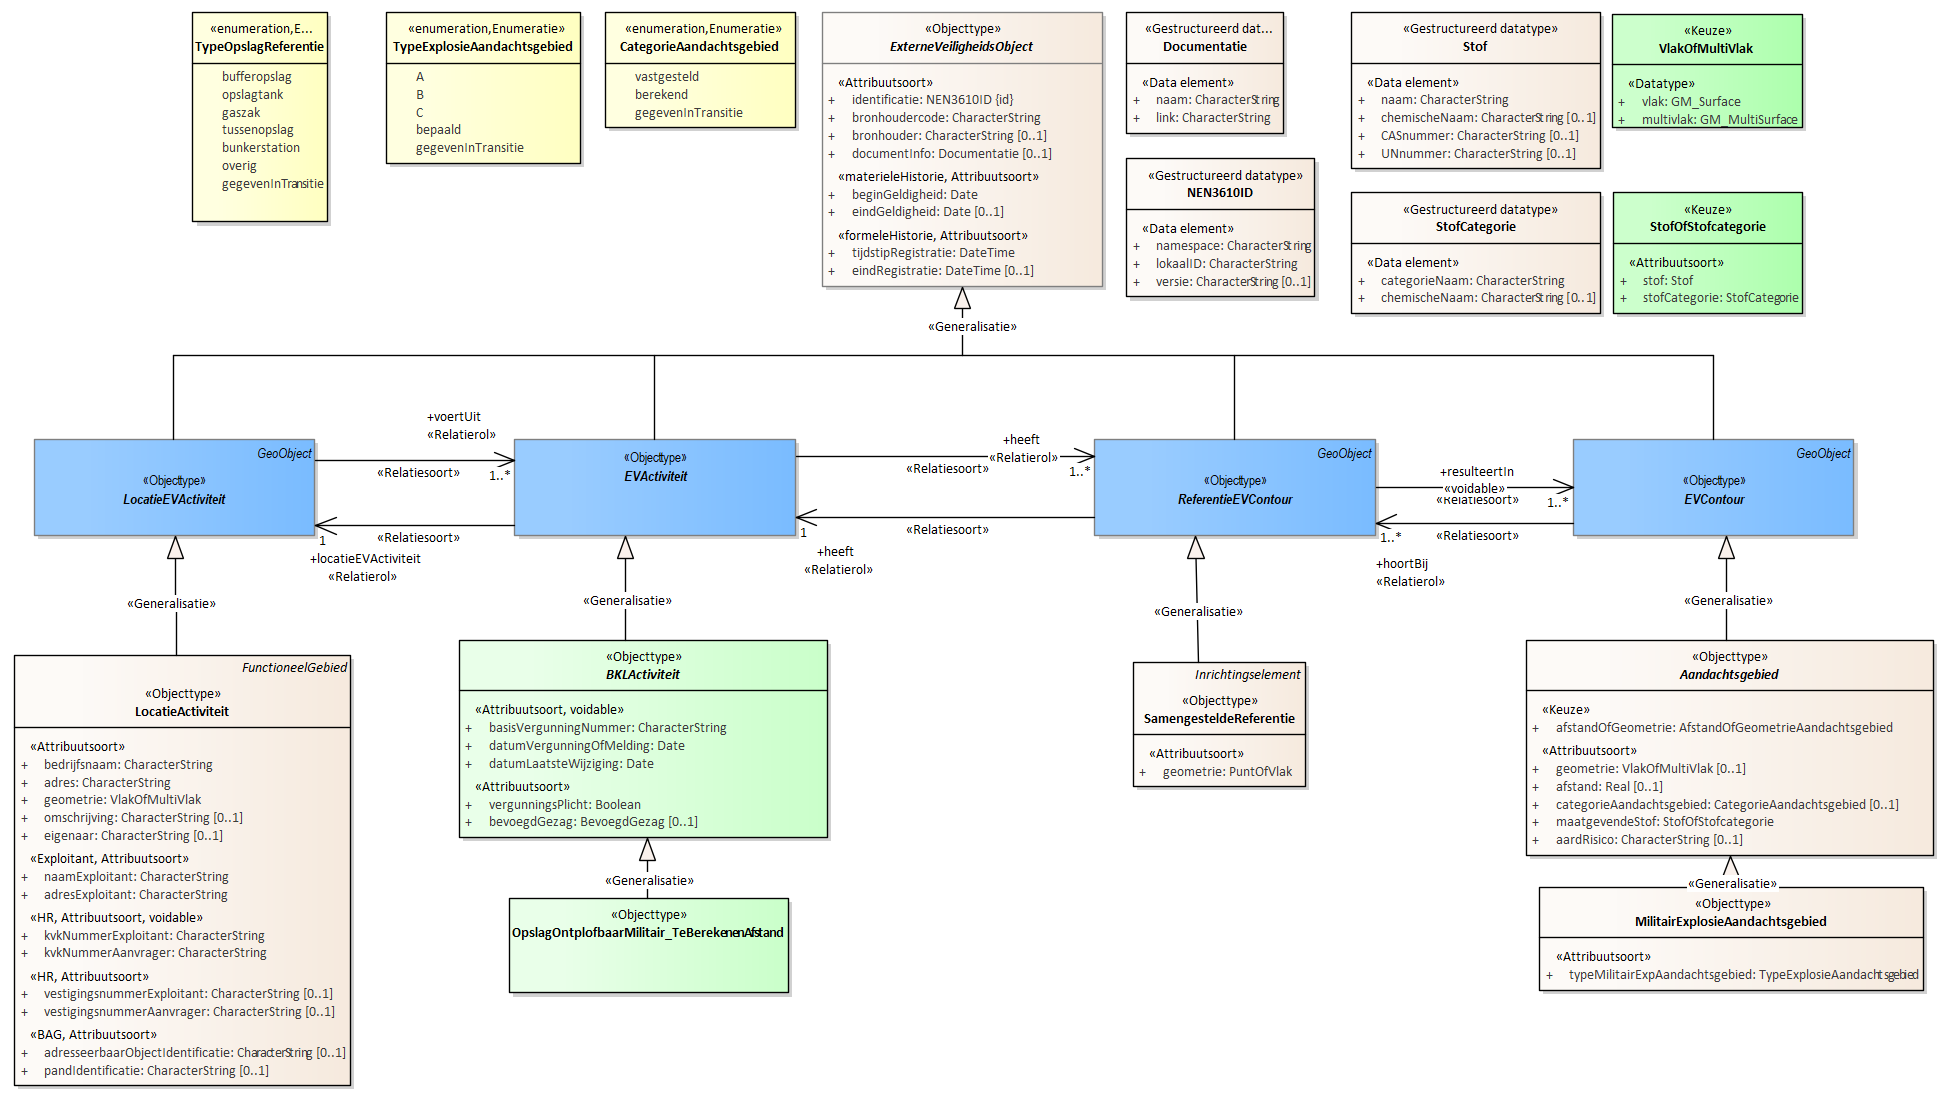 «enumeration,E...
TypeOpslagReferentie
bufferopslag
opslagtank
gaszak
tussenopslag
bunkerstation
overig
gegevenInTransitie
«enumeration,Enumeratie»
TypeExplosieAandachtsgebied
A
B
C
bepaald
gegevenInTransitie
«enumeration,Enumeratie»
CategorieAandachtsgebied
vastgesteld
berekend
gegevenInTransitie
«Objecttype»
ExterneVeiligheidsObject
«Attribuutsoort»
+ identificatie: NEN3610ID {id}
+ bronhoudercode: CharacterString
+ bronhouder: CharacterString [0..1]
+ documentInfo: Documentatie [0..1]
«materieleHistorie, Attribuutsoort»
+ beginGeldigheid: Date
+ eindGeldigheid: Date [0..1]
«formeleHistorie, Attribuutsoort»
+ tijdstipRegistratie: DateTime
+ eindRegistratie: DateTime [0..1]
«Gestructureerd dat...
Documentatie
«Data element»
+ naam: CharacterString
+ link: CharacterString
«Gestructureerd datatype»
NEN3610ID
«Data element»
+ namespace: CharacterString
+ lokaalID: CharacterString
+ versie: CharacterString [0..1]
«Gestructureerd datatype»
Stof
«Data element»
+ naam: CharacterString
+ chemischeNaam: CharacterString [0..1]
+ CASnummer: CharacterString [0..1]
+ UNnummer: CharacterString [0..1]
«Gestructureerd datatype»
StofCategorie
«Data element»
+ categorieNaam: CharacterString
+ chemischeNaam: CharacterString [0..1]
«Keuze»
VlakOfMultiVlak
«Datatype»
+ vlak: GM_Surface
+ multivlak: GM_MultiSurface
«Keuze»
StofOfStofcategorie
«Attribuutsoort»
+ stof: Stof
+ stofCategorie: StofCategorie
«Generalisatie»
GeoObject
«Objecttype»
LocatieEVActiviteit
+voertUit
«Relatierol»
«Relatiesoort»
1..*
«Relatiesoort»
1
+locatieEVActiviteit
«Relatierol»
«Objecttype»
EVActiviteit
+heeft
«Relatierol»
«Relatiesoort»
1..*
«Relatiesoort»
1
+heeft
«Relatierol»
GeoObject
«Objecttype»
ReferentieEVContour
+resulteertIn
«voidable»
«Relatiesoort»
1..*
«Relatiesoort»
1..*
+hoortBij
«Relatierol»
GeoObject
«Objecttype»
EVContour
«Generalisatie»
«Generalisatie»
«Generalisatie»
«Generalisatie»
FunctioneelGebied
«Objecttype»
LocatieActiviteit
«Attribuutsoort»
+ bedrijfsnaam: CharacterString
+ adres: CharacterString
+ geometrie: VlakOfMultiVlak
+ omschrijving: CharacterString [0..1]
+ eigenaar: CharacterString [0..1]
«Exploitant, Attribuutsoort»
+ naamExploitant: CharacterString
+ adresExploitant: CharacterString
«HR, Attribuutsoort, voidable»
+ kvkNummerExploitant: CharacterString
+ kvkNummerAanvrager: CharacterString
«HR, Attribuutsoort»
+ vestigingsnummerExploitant: CharacterString [0..1]
+ vestigingsnummerAanvrager: CharacterString [0..1]
«BAG, Attribuutsoort»
+ adresseerbaarObjectIdentificatie: CharacterString [0..1]
+ pandIdentificatie: CharacterString [0..1]
«Objecttype»
BKLActiviteit
«Attribuutsoort, voidable»
+ basisVergunningNummer: CharacterString
+ datumVergunningOfMelding: Date
+ datumLaatsteWijziging: Date
«Attribuutsoort»
+ vergunningsPlicht: Boolean
+ bevoegdGezag: BevoegdGezag [0..1]
«Generalisatie»
«Objecttype»
OpslagOntplofbaarMilitair_TeBerekenenAfstand
Inrichtingselement
«Objecttype»
SamengesteldeReferentie
«Attribuutsoort»
+ geometrie: PuntOfVlak
«Objecttype»
Aandachtsgebied
«Keuze»
+ afstandOfGeometrie: AfstandOfGeometrieAandachtsgebied
«Attribuutsoort»
+ geometrie: VlakOfMultiVlak [0..1]
+ afstand: Real [0..1]
+ categorieAandachtsgebied: CategorieAandachtsgebied [0..1]
+ maatgevendeStof: StofOfStofcategorie
+ aardRisico: CharacterString [0..1]
«Generalisatie»
«Objecttype»
MilitairExplosieAandachtsgebied
«Attribuutsoort»
+ typeMilitairExpAandachtsgebied: TypeExplosieAandachtsgebied